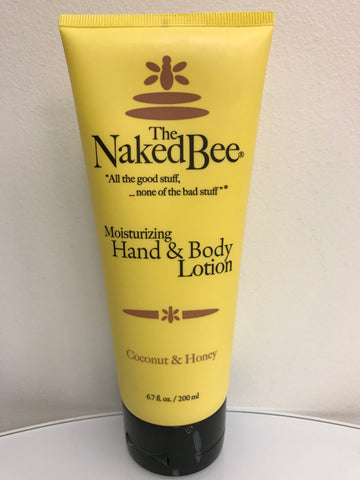 The
NakedBee®
"All the good stuff,
...none of the bad stuff"®
Moisturizing
Hand & Body
Lotion
Coconut & Honey
6.7 fl. oz. / 200 ml